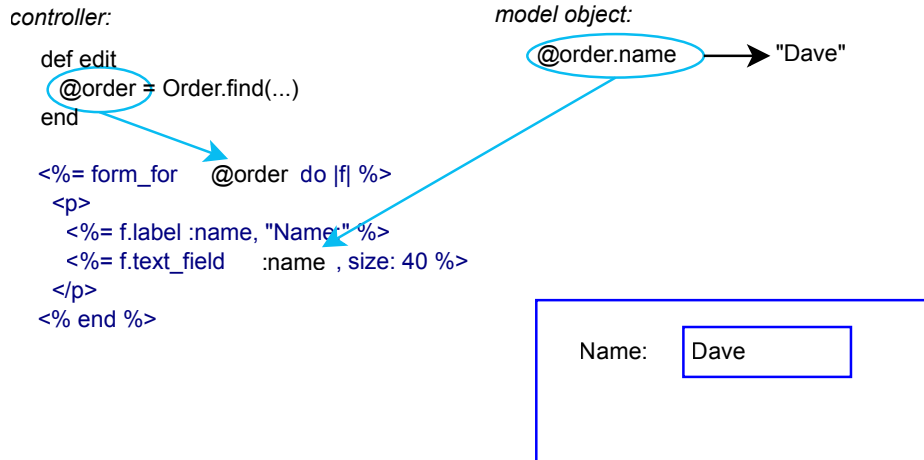 controller:
model object:
def edit
@order = Order.find(...)
end
@order.name
"Dave"
<%= form_for @order do |f| %>
<p>
<%= f.label :name, "Name:" %>
<%= f.text_field :name , size: 40 %>
</p>
<% end %>
Name: Dave